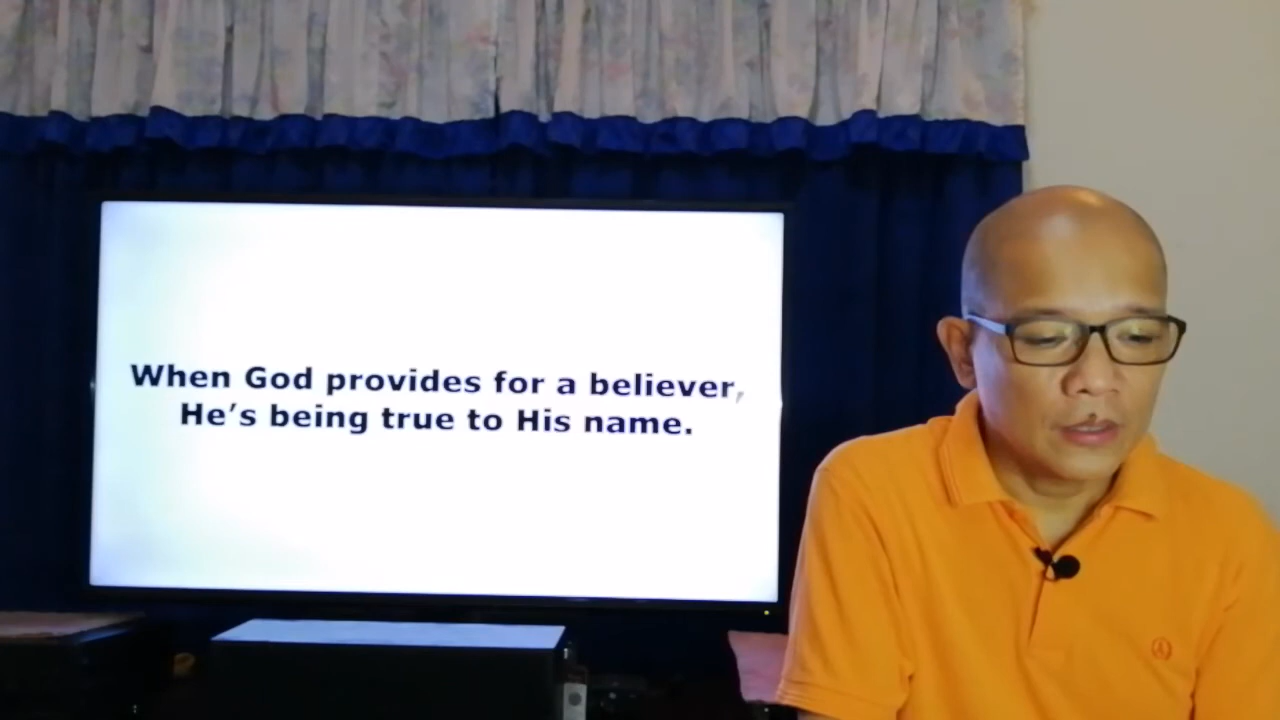 When God provides for a believer,
He’s being true to His name.